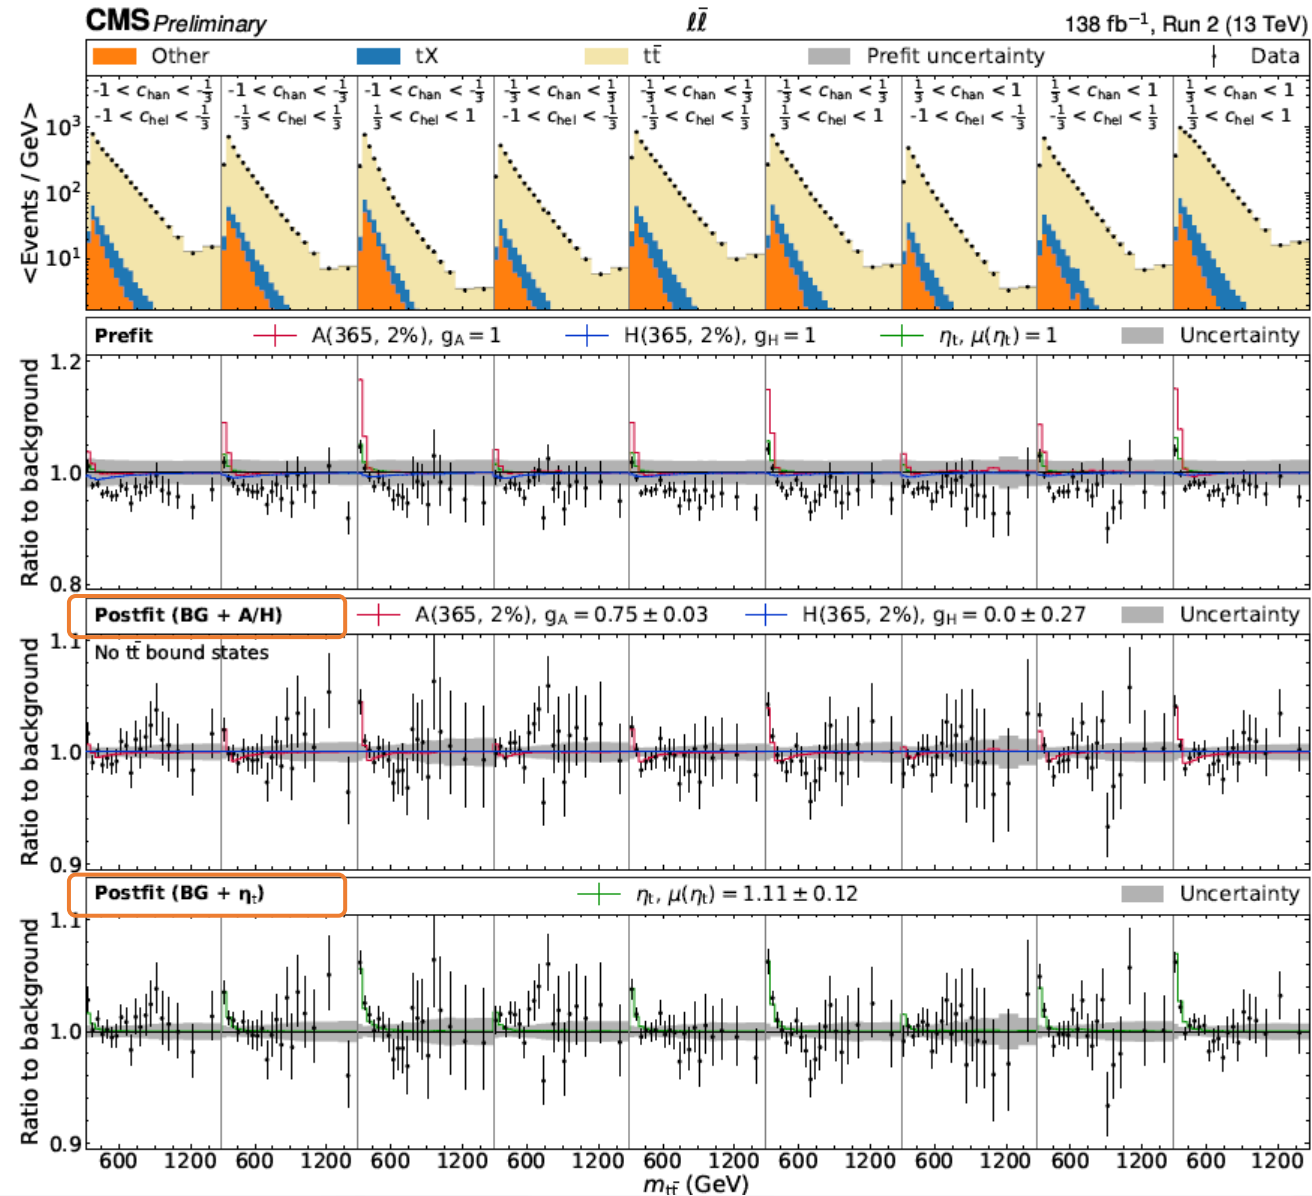 CMS Preliminary ℓℓ̄ 138 fb⁻¹, Run 2 (13 TeV)
Other tX tt̄ Prefit uncertainty Data
-1 < c_han < -1/3 -1 < c_han < -1/3 -1 < c_han < -1/3 -1/3 < c_han < 1/3 -1/3 < c_han < 1/3 -1/3 < c_han < 1/3 1/3 < c_han < 1 1/3 < c_han < 1 1/3 < c_han < 1
-1 < c_hel < -1/3 -1/3 < c_hel < 1/3 1/3 < c_hel < 1 -1 < c_hel < -1/3 -1/3 < c_hel < 1/3 1/3 < c_hel < 1 -1 < c_hel < -1/3 -1/3 < c_hel < 1/3 1/3 < c_hel < 1
<Events / GeV>
10³
10²
10¹
Prefit A(365, 2%), g_A = 1 H(365, 2%), g_H = 1 η_t, μ(η_t) = 1 Uncertainty
Ratio to background
1.2
1.0
0.8
Postfit (BG + A/H) A(365, 2%), g_A = 0.75 ± 0.03 H(365, 2%), g_H = 0.0 ± 0.27 Uncertainty
No tt̄ bound states
Ratio to background
1.1
1.0
0.9
Postfit (BG + η_t) η_t, μ(η_t) = 1.11 ± 0.12 Uncertainty
Ratio to background
1.1
1.0
0.9
600 1200 600 1200 600 1200 600 1200 600 1200 600 1200 600 1200 600 1200 600 1200
m_tt̄ (GeV)